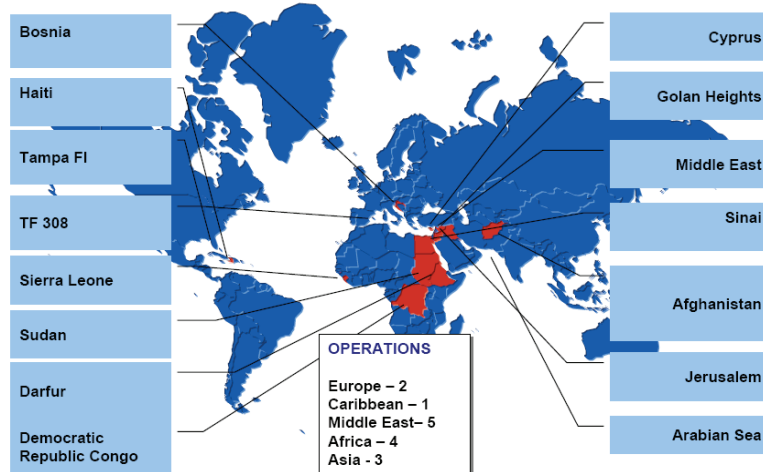 Bosnia
Haiti
Tampa Fl
TF 308
Sierra Leone
Sudan
Darfur
Democratic
Republic Congo
OPERATIONS
Europe – 2
Caribbean – 1
Middle East– 5
Africa – 4
Asia - 3
Cyprus
Golan Heights
Middle East
Sinai
Afghanistan
Jerusalem
Arabian Sea